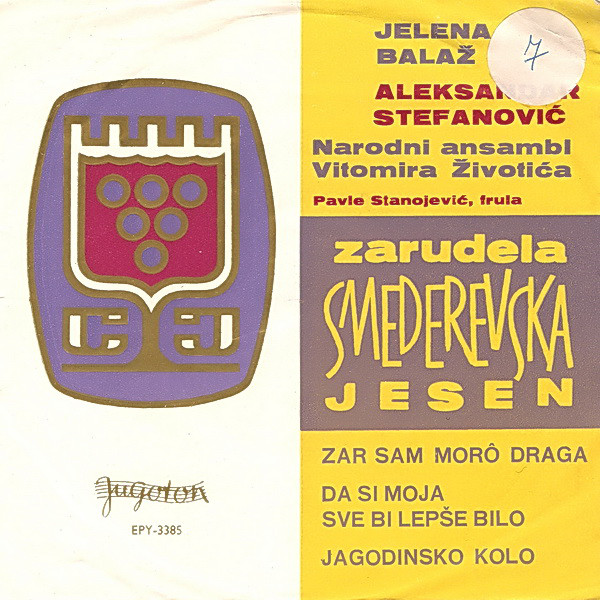 JELENA
BALAŽ
7
ALEKSANDAR
STEFANOVIĆ
Narodni ansambl
Vitomira Životića
Pavle Stanojević, frula
zarudela
SMEDEREVSKA
JESEN
ZAR SAM MORÔ DRAGA
DA SI MOJA
SVE BI LEPŠE BILO
JAGODINSKO KOLO
Jugoton
EPY-3385